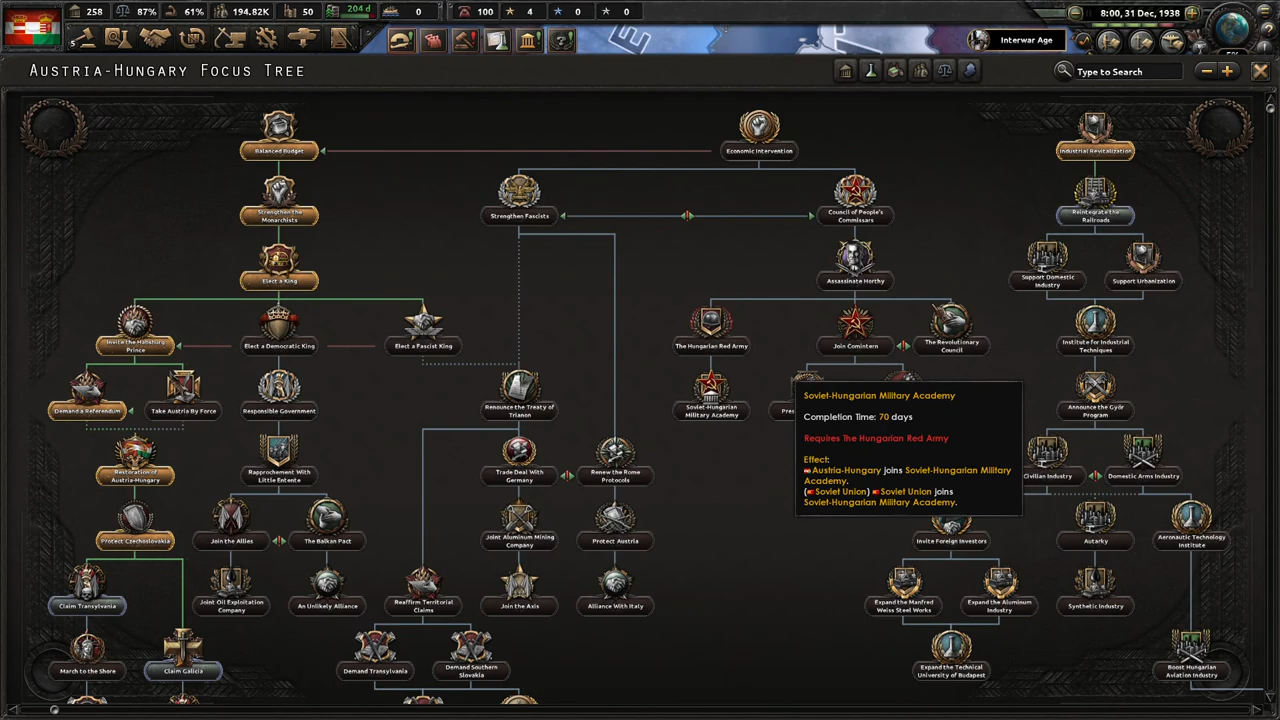 258
87%
61%
194.82K
50
204 d
0
100
4
0
0
Interwar Age
8:00, 31 Dec, 1938
5
Austria-Hungary Focus Tree
Type to Search
Balanced Budget
Economic Intervention
Industrial Revitalization
Strengthen the
Monarchists
Strengthen Fascists
Council of People's
Commissars
Reintegrate the
Railroads
Elect a King
Assassinate Horthy
Support Domestic
Industry
Support Urbanization
Invite the Habsburg
Prince
Elect a Democratic King
Elect a Fascist King
The Hungarian Red Army
Join Comintern
The Revolutionary
Council
Institute for Industrial
Techniques
Demand a Referendum
Take Austria By Force
Responsible Government
Renounce the Treaty of
Trianon
Soviet-Hungarian
Military Academy
Announce the Győr
Program
Soviet-Hungarian Military Academy
Completion Time: 70 days
Requires The Hungarian Red Army
Effect:
Austria-Hungary joins Soviet-Hungarian Military
Academy.
(Soviet Union) Soviet Union joins
Soviet-Hungarian Military Academy.
Restoration of
Austria-Hungary
Rapprochement With
Little Entente
Trade Deal With
Germany
Renew the Rome
Protocols
Civilian Industry
Domestic Arms Industry
Protect Czechoslovakia
Join the Allies
The Balkan Pact
Joint Aluminum Mining
Company
Protect Austria
Invite Foreign Investors
Autarky
Aeronautic Technology
Institute
Claim Transylvania
Joint Oil Exploitation
Company
An Unlikely Alliance
Reaffirm Territorial
Claims
Join the Axis
Alliance With Italy
Expand the Manfred
Weiss Steel Works
Expand the Aluminum
Industry
Synthetic Industry
March to the Shore
Claim Galicia
Demand Transylvania
Demand Southern
Slovakia
Expand the Technical
University of Budapest
Boost Hungarian
Aviation Industry